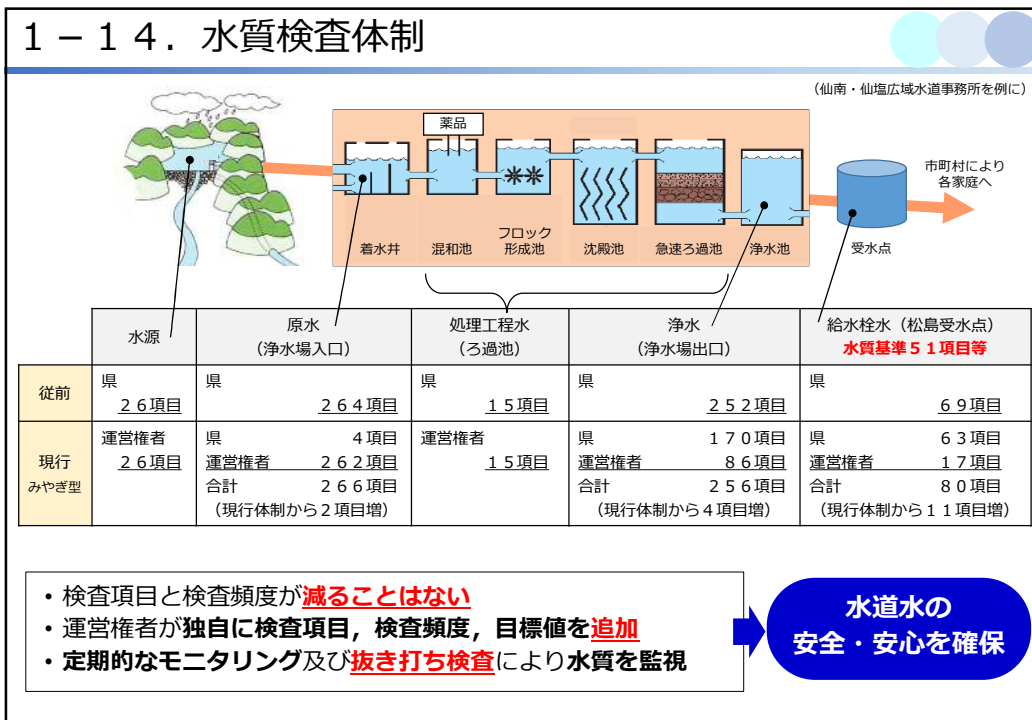 １－１４．水質検査体制
（仙南・仙塩広域水道事務所を例に）
薬品
市町村により
各家庭へ
着水井
混和池
フロック
形成池
沈殿池
急速ろ過池
浄水池
受水点
水源
原水
（浄水場入口）
処理工程水
（ろ過池）
浄水
（浄水場出口）
給水栓水（松島受水点）
水質基準５１項目等
従前
県
２６項目
県
２６４項目
県
１５項目
県
２５２項目
県
６９項目
現行
みやぎ型
運営権者
２６項目
県 ４項目
運営権者 ２６２項目
合計 ２６６項目
（現行体制から２項目増）
運営権者
１５項目
県 １７０項目
運営権者 ８６項目
合計 ２５６項目
（現行体制から４項目増）
県 ６３項目
運営権者 １７項目
合計 ８０項目
（現行体制から１１項目増）
・検査項目と検査頻度が減ることはない
・運営権者が独自に検査項目，検査頻度，目標値を追加
・定期的なモニタリング及び抜き打ち検査により水質を監視
水道水の
安全・安心を確保